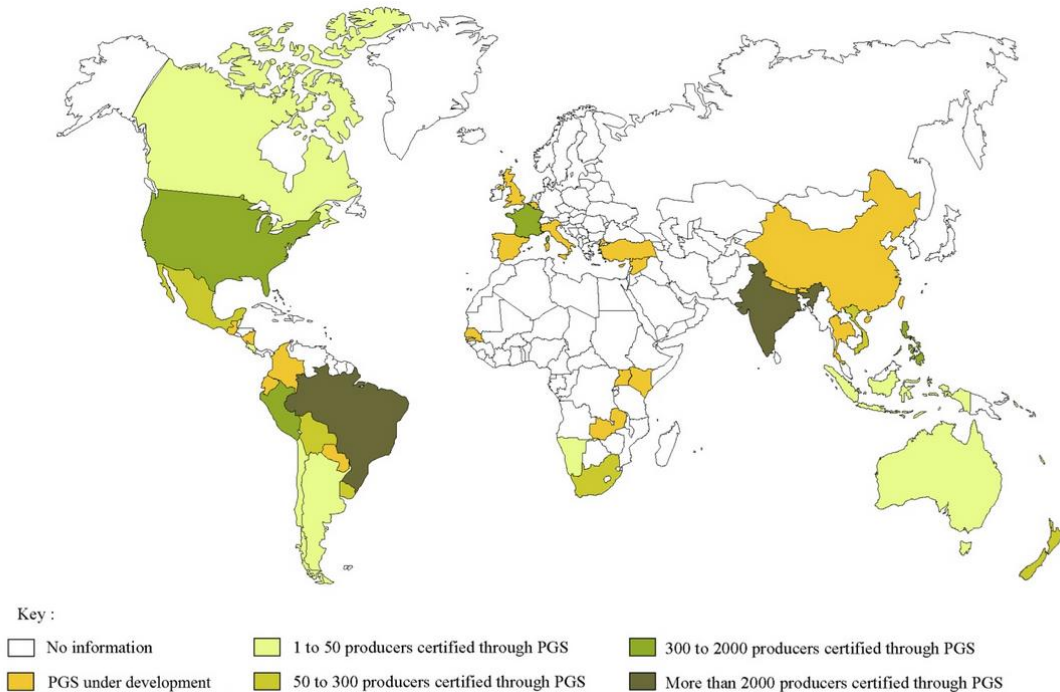 Key :
No information
1 to 50 producers certified through PGS
300 to 2000 producers certified through PGS
PGS under development
50 to 300 producers certified through PGS
More than 2000 producers certified through PGS